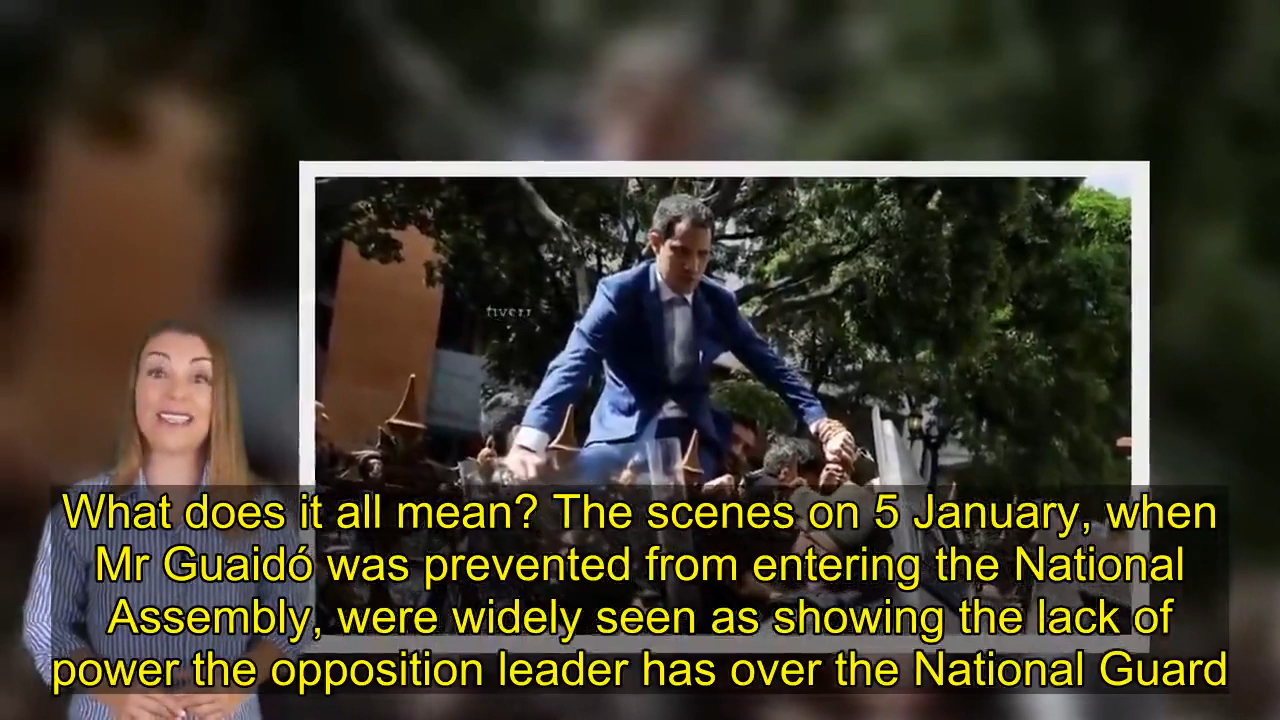 fiverr
What does it all mean? The scenes on 5 January, when
Mr Guaidó was prevented from entering the National
Assembly, were widely seen as showing the lack of
power the opposition leader has over the National Guard